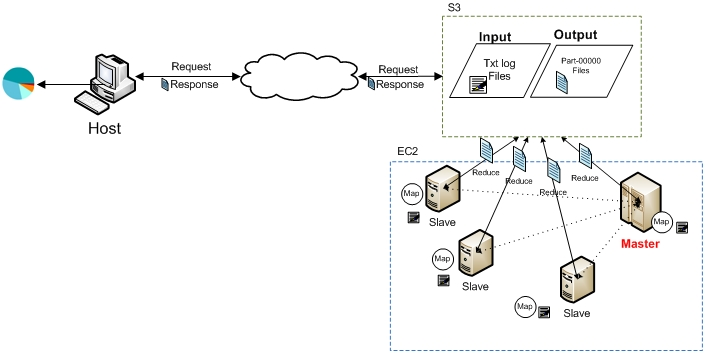 S3
Input
Output
Txt log
Files
Part-00000
Files
Request
Response
Request
Response
Host
EC2
Reduce
Reduce
Reduce
Reduce
Map
Slave
Map
Master
Map
Slave
Map
Slave